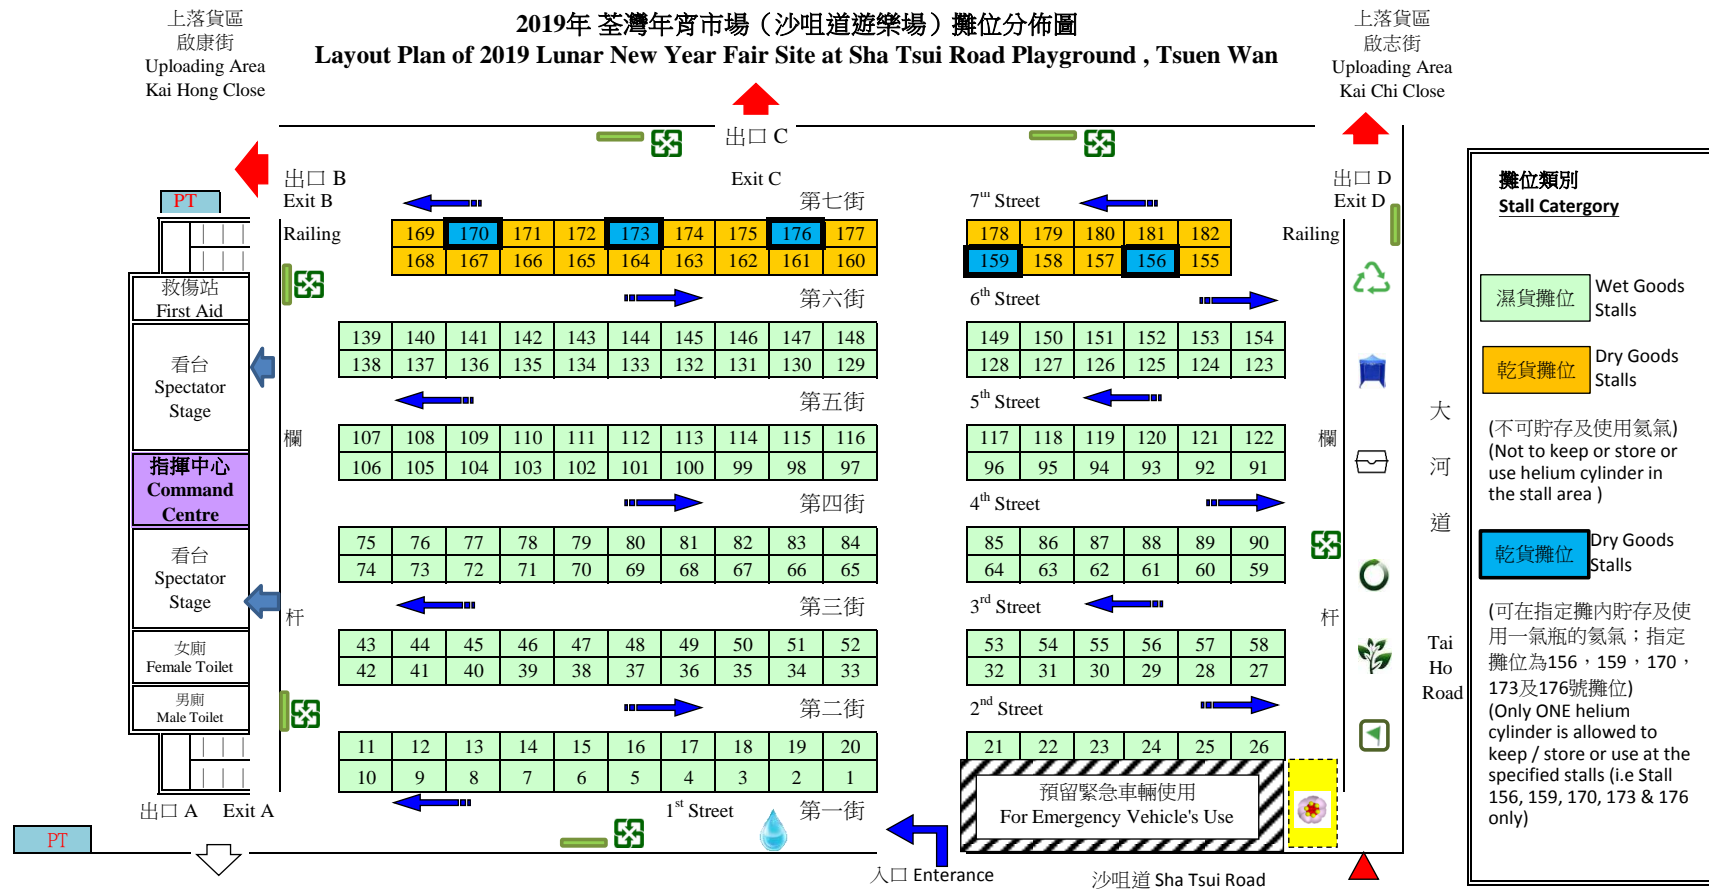 上落貨區
啟康街
Uploading Area
Kai Hong Close
2019年 荃灣年宵市場（沙咀道遊樂場）攤位分佈圖
Layout Plan of 2019 Lunar New Year Fair Site at Sha Tsui Road Playground , Tsuen Wan
上落貨區
啟志街
Uploading Area
Kai Chi Close
出口 C
Exit C
出口 B
Exit B
出口 D
Exit D
PT
第七街
7th Street
Railing
169 170 171 172 173 174 175 176 177
178 179 180 181 182
Railing
168 167 166 165 164 163 162 161 160
159 158 157 156 155
救傷站
First Aid
第六街
6th Street
139 140 141 142 143 144 145 146 147 148
149 150 151 152 153 154
138 137 136 135 134 133 132 131 130 129
128 127 126 125 124 123
看台
Spectator
Stage
第五街
5th Street
欄
杆
107 108 109 110 111 112 113 114 115 116
117 118 119 120 121 122
106 105 104 103 102 101 100 99 98 97
96 95 94 93 92 91
欄
杆
指揮中心
Command
Centre
第四街
4th Street
75 76 77 78 79 80 81 82 83 84
85 86 87 88 89 90
74 73 72 71 70 69 68 67 66 65
64 63 62 61 60 59
看台
Spectator
Stage
第三街
3rd Street
43 44 45 46 47 48 49 50 51 52
53 54 55 56 57 58
42 41 40 39 38 37 36 35 34 33
32 31 30 29 28 27
女廁
Female Toilet
男廁
Male Toilet
第二街
2nd Street
11 12 13 14 15 16 17 18 19 20
21 22 23 24 25 26
10 9 8 7 6 5 4 3 2 1
預留緊急車輛使用
For Emergency Vehicle's Use
出口 A Exit A
1st Street 第一街
PT
入口 Enterance
沙咀道 Sha Tsui Road
大
河
道
Tai
Ho
Road
攤位類別
Stall Catergory
濕貨攤位
Wet Goods
Stalls
乾貨攤位
Dry Goods
Stalls
(不可貯存及使用氦氣)
(Not to keep or store or
use helium cylinder in
the stall area )
乾貨攤位
Dry Goods
Stalls
(可在指定攤內貯存及使
用一氣瓶的氦氣；指定
攤位為156，159，170，
173及176號攤位)
(Only ONE helium
cylinder is allowed to
keep / store or use at the
specified stalls (i.e Stall
156, 159, 170, 173 & 176
only)